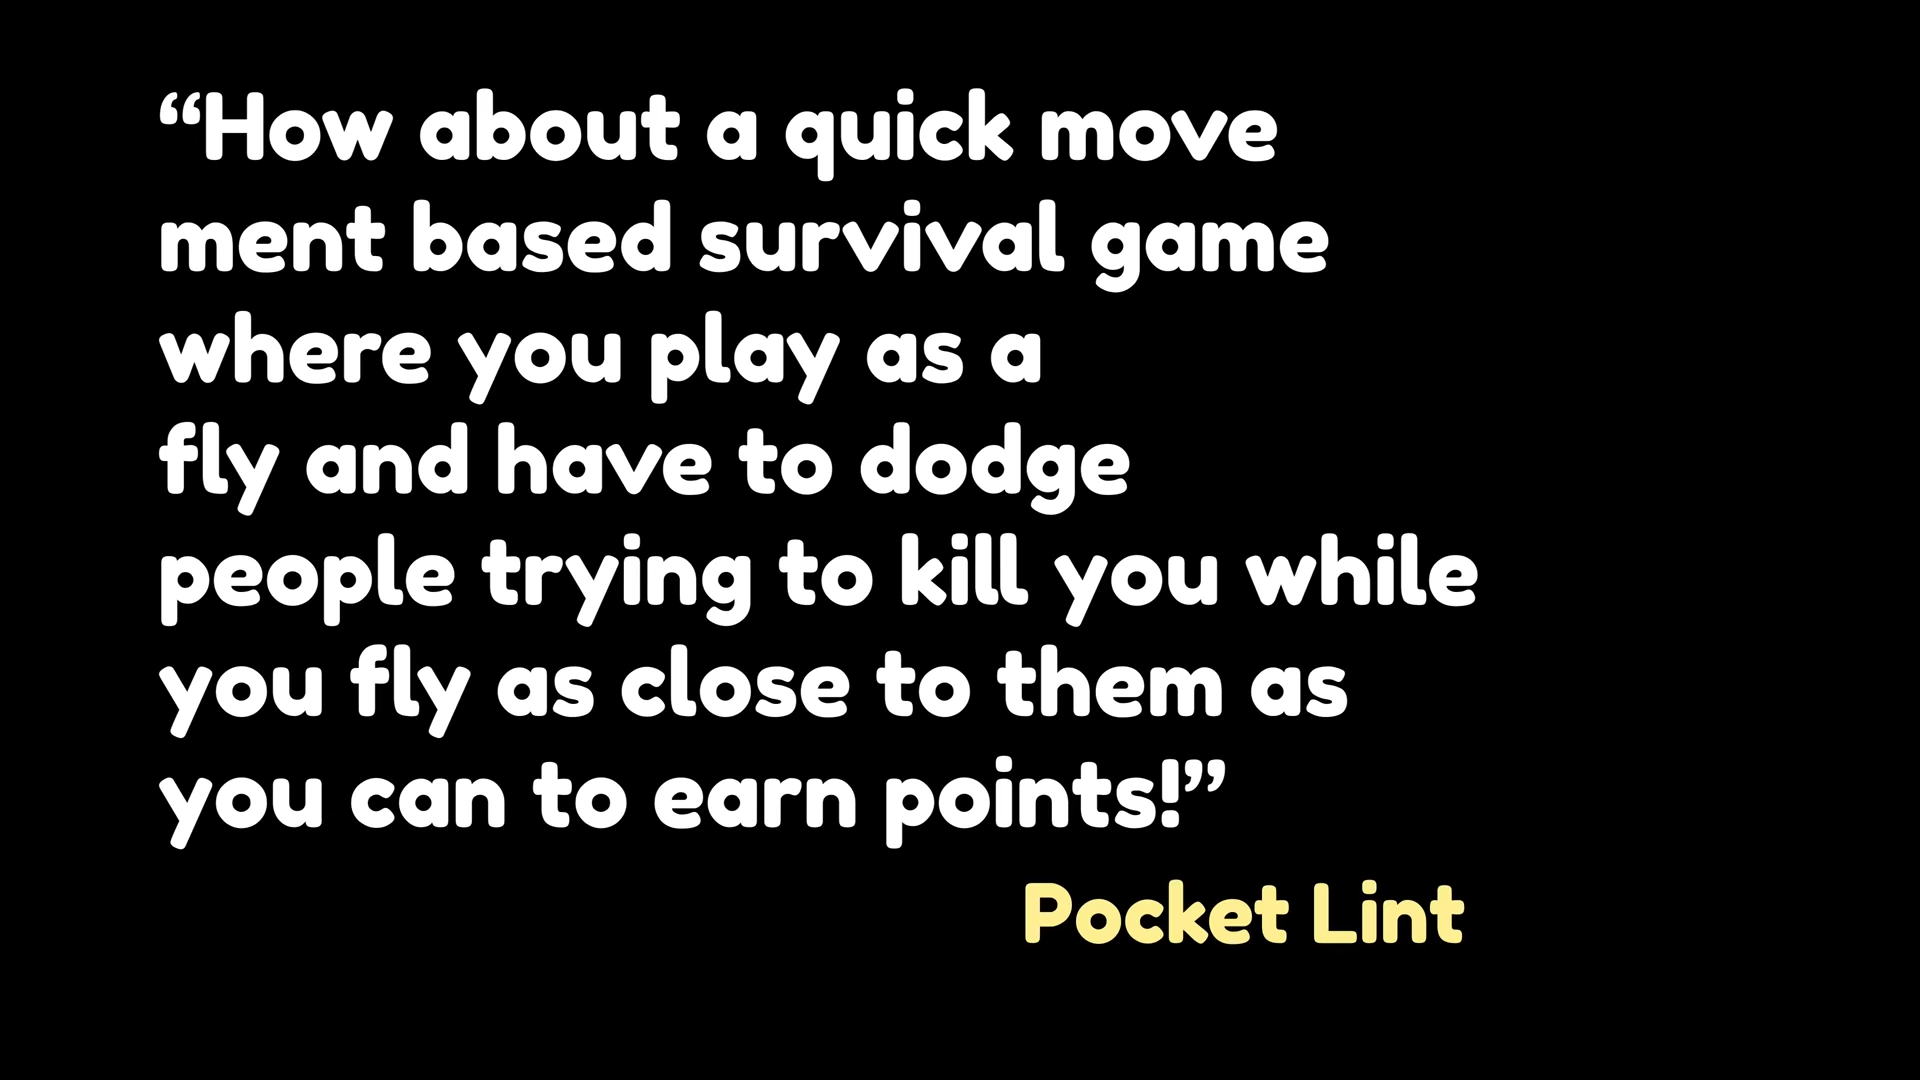 “How about a quick move
ment based survival game
where you play as a
fly and have to dodge
people trying to kill you while
you fly as close to them as
you can to earn points!”
Pocket Lint